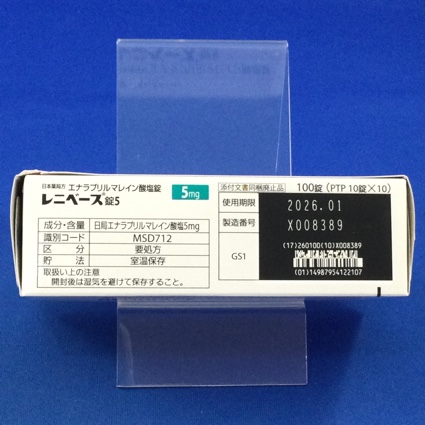 日本薬局方 エナラプリルマレイン酸塩錠
レニベース®錠5
5mg
添付文書同梱廃止品
100錠 (PTP 10錠×10)
成分・含量 日局エナラプリルマレイン酸塩5mg
識別コード MSD712
区分 要処方
貯法 室温保存
取扱い上の注意
開封後は湿気を避けて保存すること。
使用期限 2026.01
製造番号 X008389
GS1
(17)260100(10)X008389
(01)14987954122107